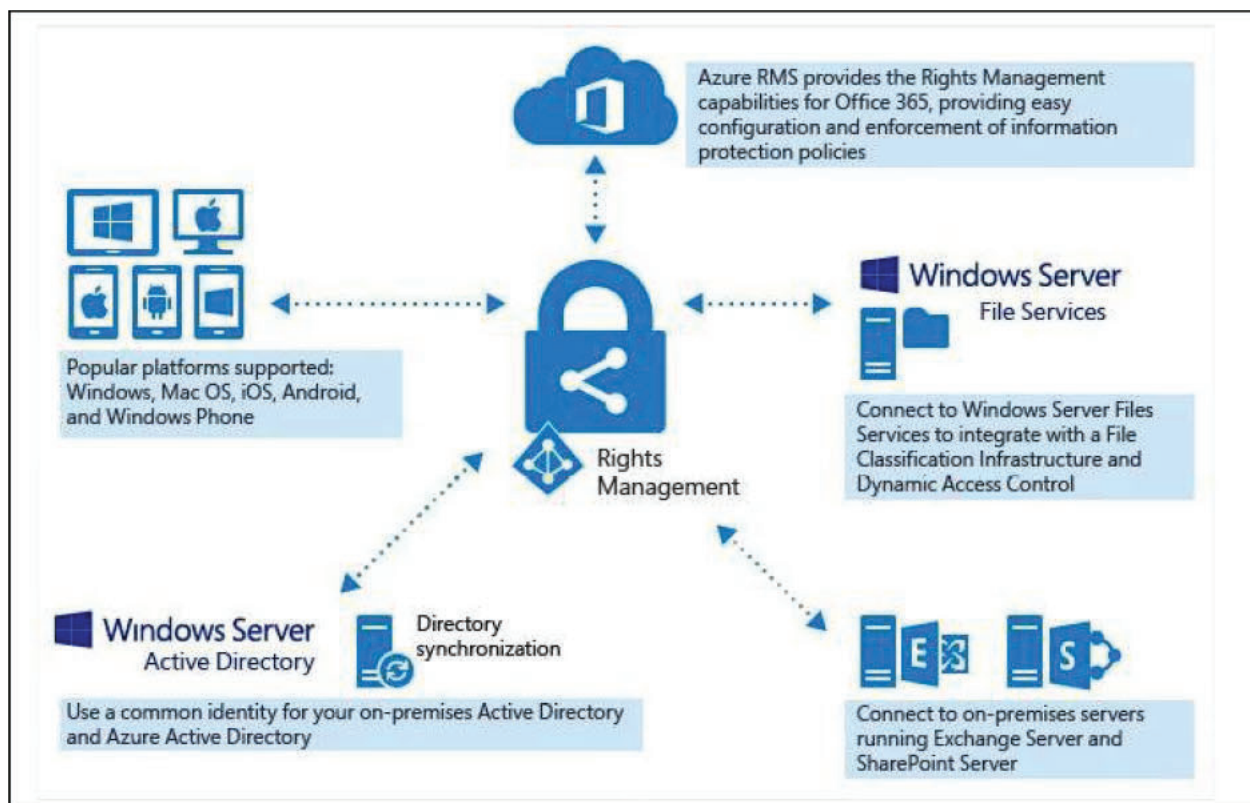 Azure RMS provides the Rights Management
capabilities for Office 365, providing easy
configuration and enforcement of information
protection policies
Popular platforms supported:
Windows, Mac OS, iOS, Android,
and Windows Phone
Windows Server
File Services
Connect to Windows Server Files
Services to integrate with a File
Classification Infrastructure and
Dynamic Access Control
Rights
Management
Windows Server
Active Directory
Directory
synchronization
Use a common identity for your on-premises Active Directory
and Azure Active Directory
E
S
Connect to on-premises servers
running Exchange Server and
SharePoint Server